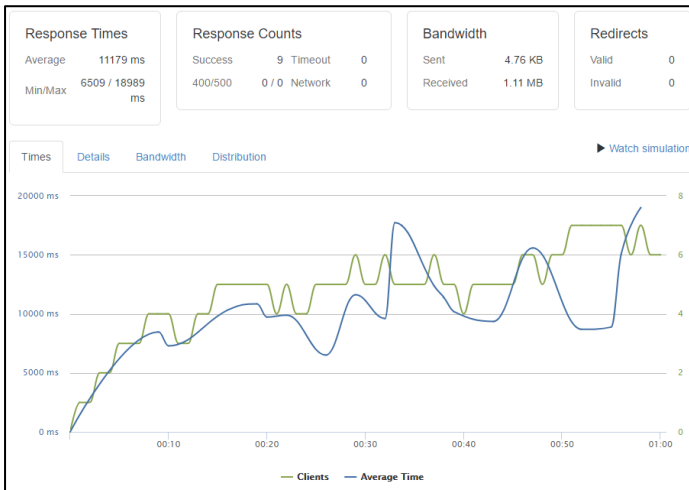 Response Times
Average 11179 ms
Min/Max 6509 / 18989 ms
Response Counts
Success 9 Timeout 0
400/500 0 / 0 Network 0
Bandwidth
Sent 4.76 KB
Received 1.11 MB
Redirects
Valid 0
Invalid 0
Times Details Bandwidth Distribution
Watch simulation
20000 ms 8
15000 ms 6
10000 ms 4
5000 ms 2
0 ms 0
00:10 00:20 00:30 00:40 00:50 01:00
Clients Average Time